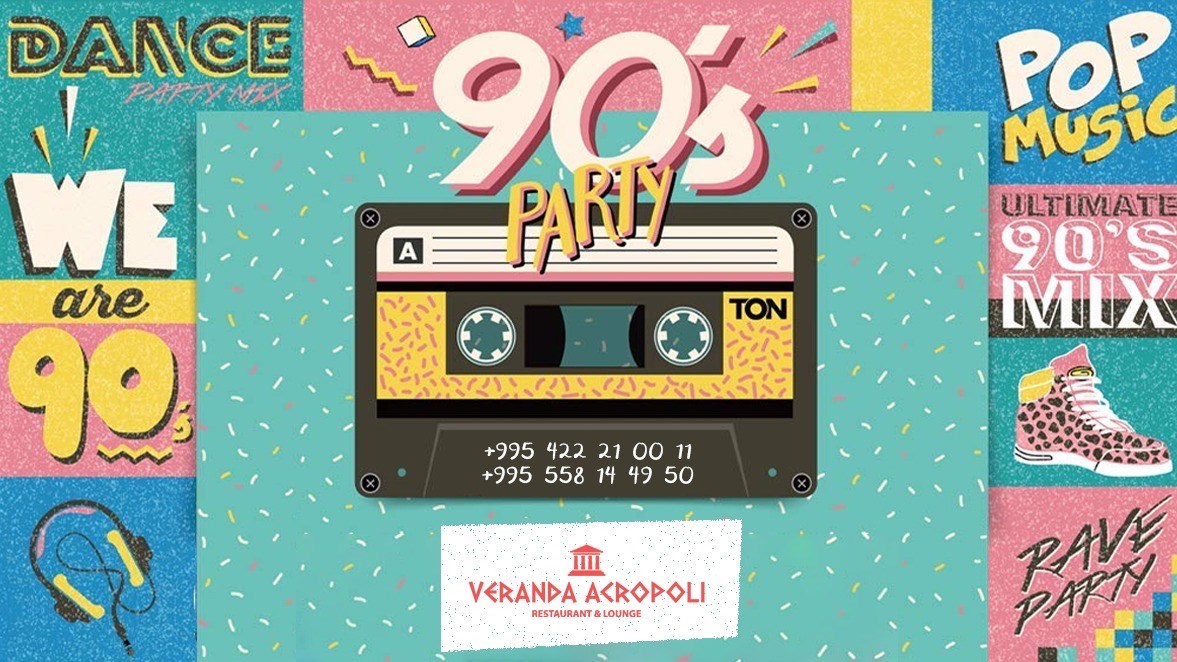 DANCE
PARTY MIX
WE
are
90's
90's
PARTY
A
TON
+995 422 21 00 11
+995 558 14 49 50
VERANDA ACROPOLI
RESTAURANT & LOUNGE
POP
MUSIC
ULTIMATE
90'S
MIX
RAVE
PARTY